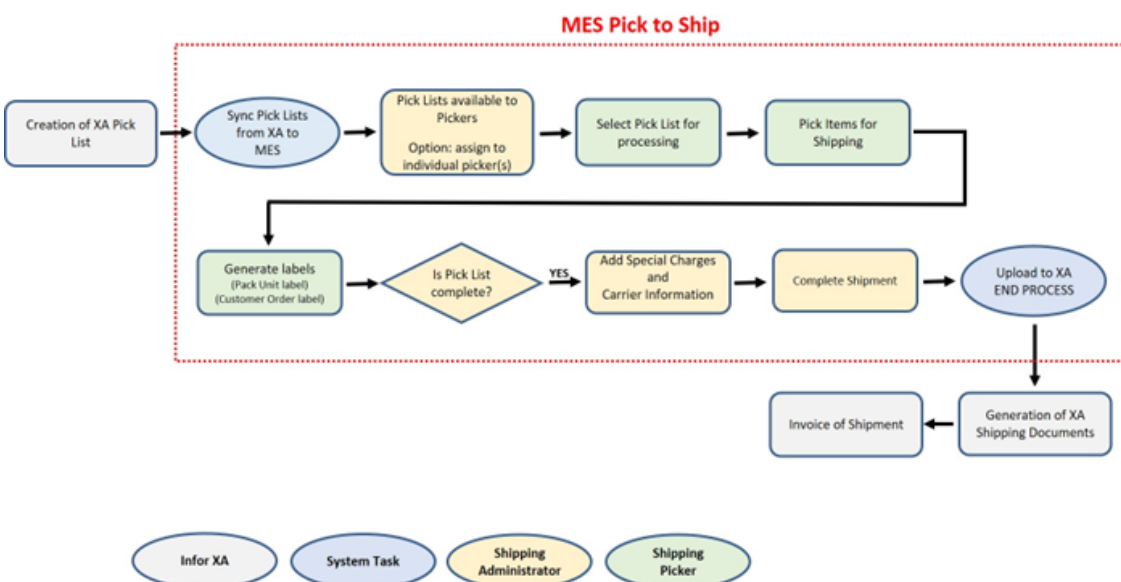 MES Pick to Ship
Creation of XA Pick
List
Sync Pick Lists
from XA to
MES
Pick Lists available to
Pickers
Option: assign to
individual picker(s)
Select Pick List for
processing
Pick Items for
Shipping
Generate labels
(Pack Unit label)
(Customer Order label)
Is Pick List
complete?
YES
Add Special Charges
and
Carrier Information
Complete Shipment
Upload to XA
END PROCESS
Invoice of Shipment
Generation of XA
Shipping Documents
Infor XA
System Task
Shipping
Administrator
Shipping
Picker